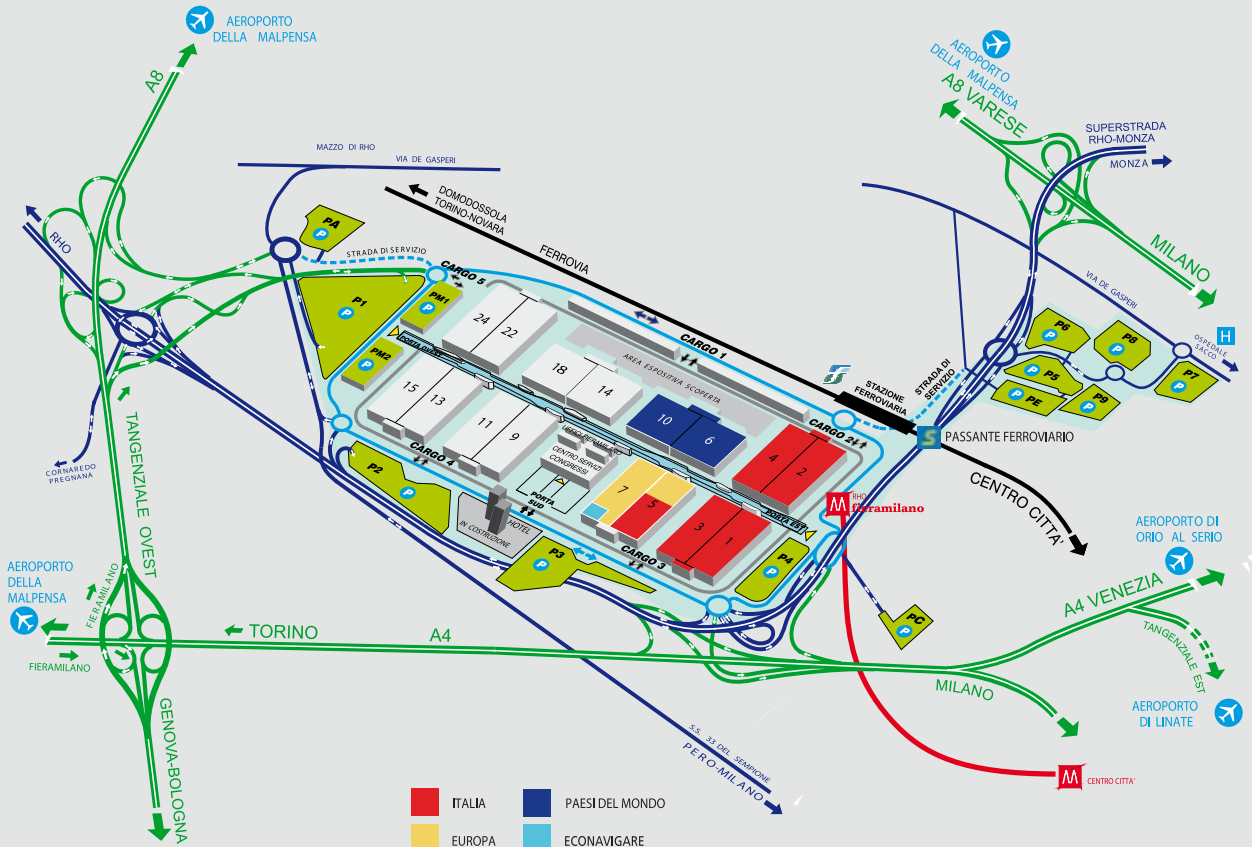 AEROPORTO
DELLA MALPENSA
A8
AEROPORTO
DELLA MALPENSA
A8 VARESE
SUPERSTRADA
RHO-MONZA
MONZA
MAZZO DI RHO
VIA DE GASPERI
DOMODOSSOLA
TORINO-NOVARA
FERROVIA
RHO
PA
P
STRADA DI SERVIZIO
CARGO 5
MILANO
VIA DE GASPERI
P1
P
PM1
P
PM2
P
PORTA OVEST
24
22
CARGO 1
AREA ESPOSITIVA SCOPERTA
18
14
15
13
11
9
10
6
4
2
CARGO 2
STAZIONE
FERROVIARIA
STRADA DI
SERVIZIO
P6
P
P8
P
P5
P
PE
P
P9
P
P7
P
H
OSPEDALE
SACCO
S
PASSANTE FERROVIARIO
CENTRO CITTA'
UFFICI FIERAMILANO
CENTRO SERVIZI
CONGRESSI
PORTA
SUD
CARGO 4
7
5
3
1
PORTA EST
M
RHO
fieramilano
P2
P
HOTEL
IN COSTRUZIONE
P3
P
CARGO 3
P4
P
PC
P
CORNAREDO
PREGNANA
TANGENZIALE OVEST
AEROPORTO
DELLA
MALPENSA
FIERAMILANO
FIERAMILANO
TORINO
A4
GENOVA-BOLOGNA
AEROPORTO DI
ORIO AL SERIO
A4 VENEZIA
TANGENZIALE EST
MILANO
AEROPORTO
DI LINATE
S.S. 33 DEL SEMPIONE
PERO-MILANO
M
CENTRO CITTA'
ITALIA
PAESI DEL MONDO
EUROPA
ECONAVIGARE